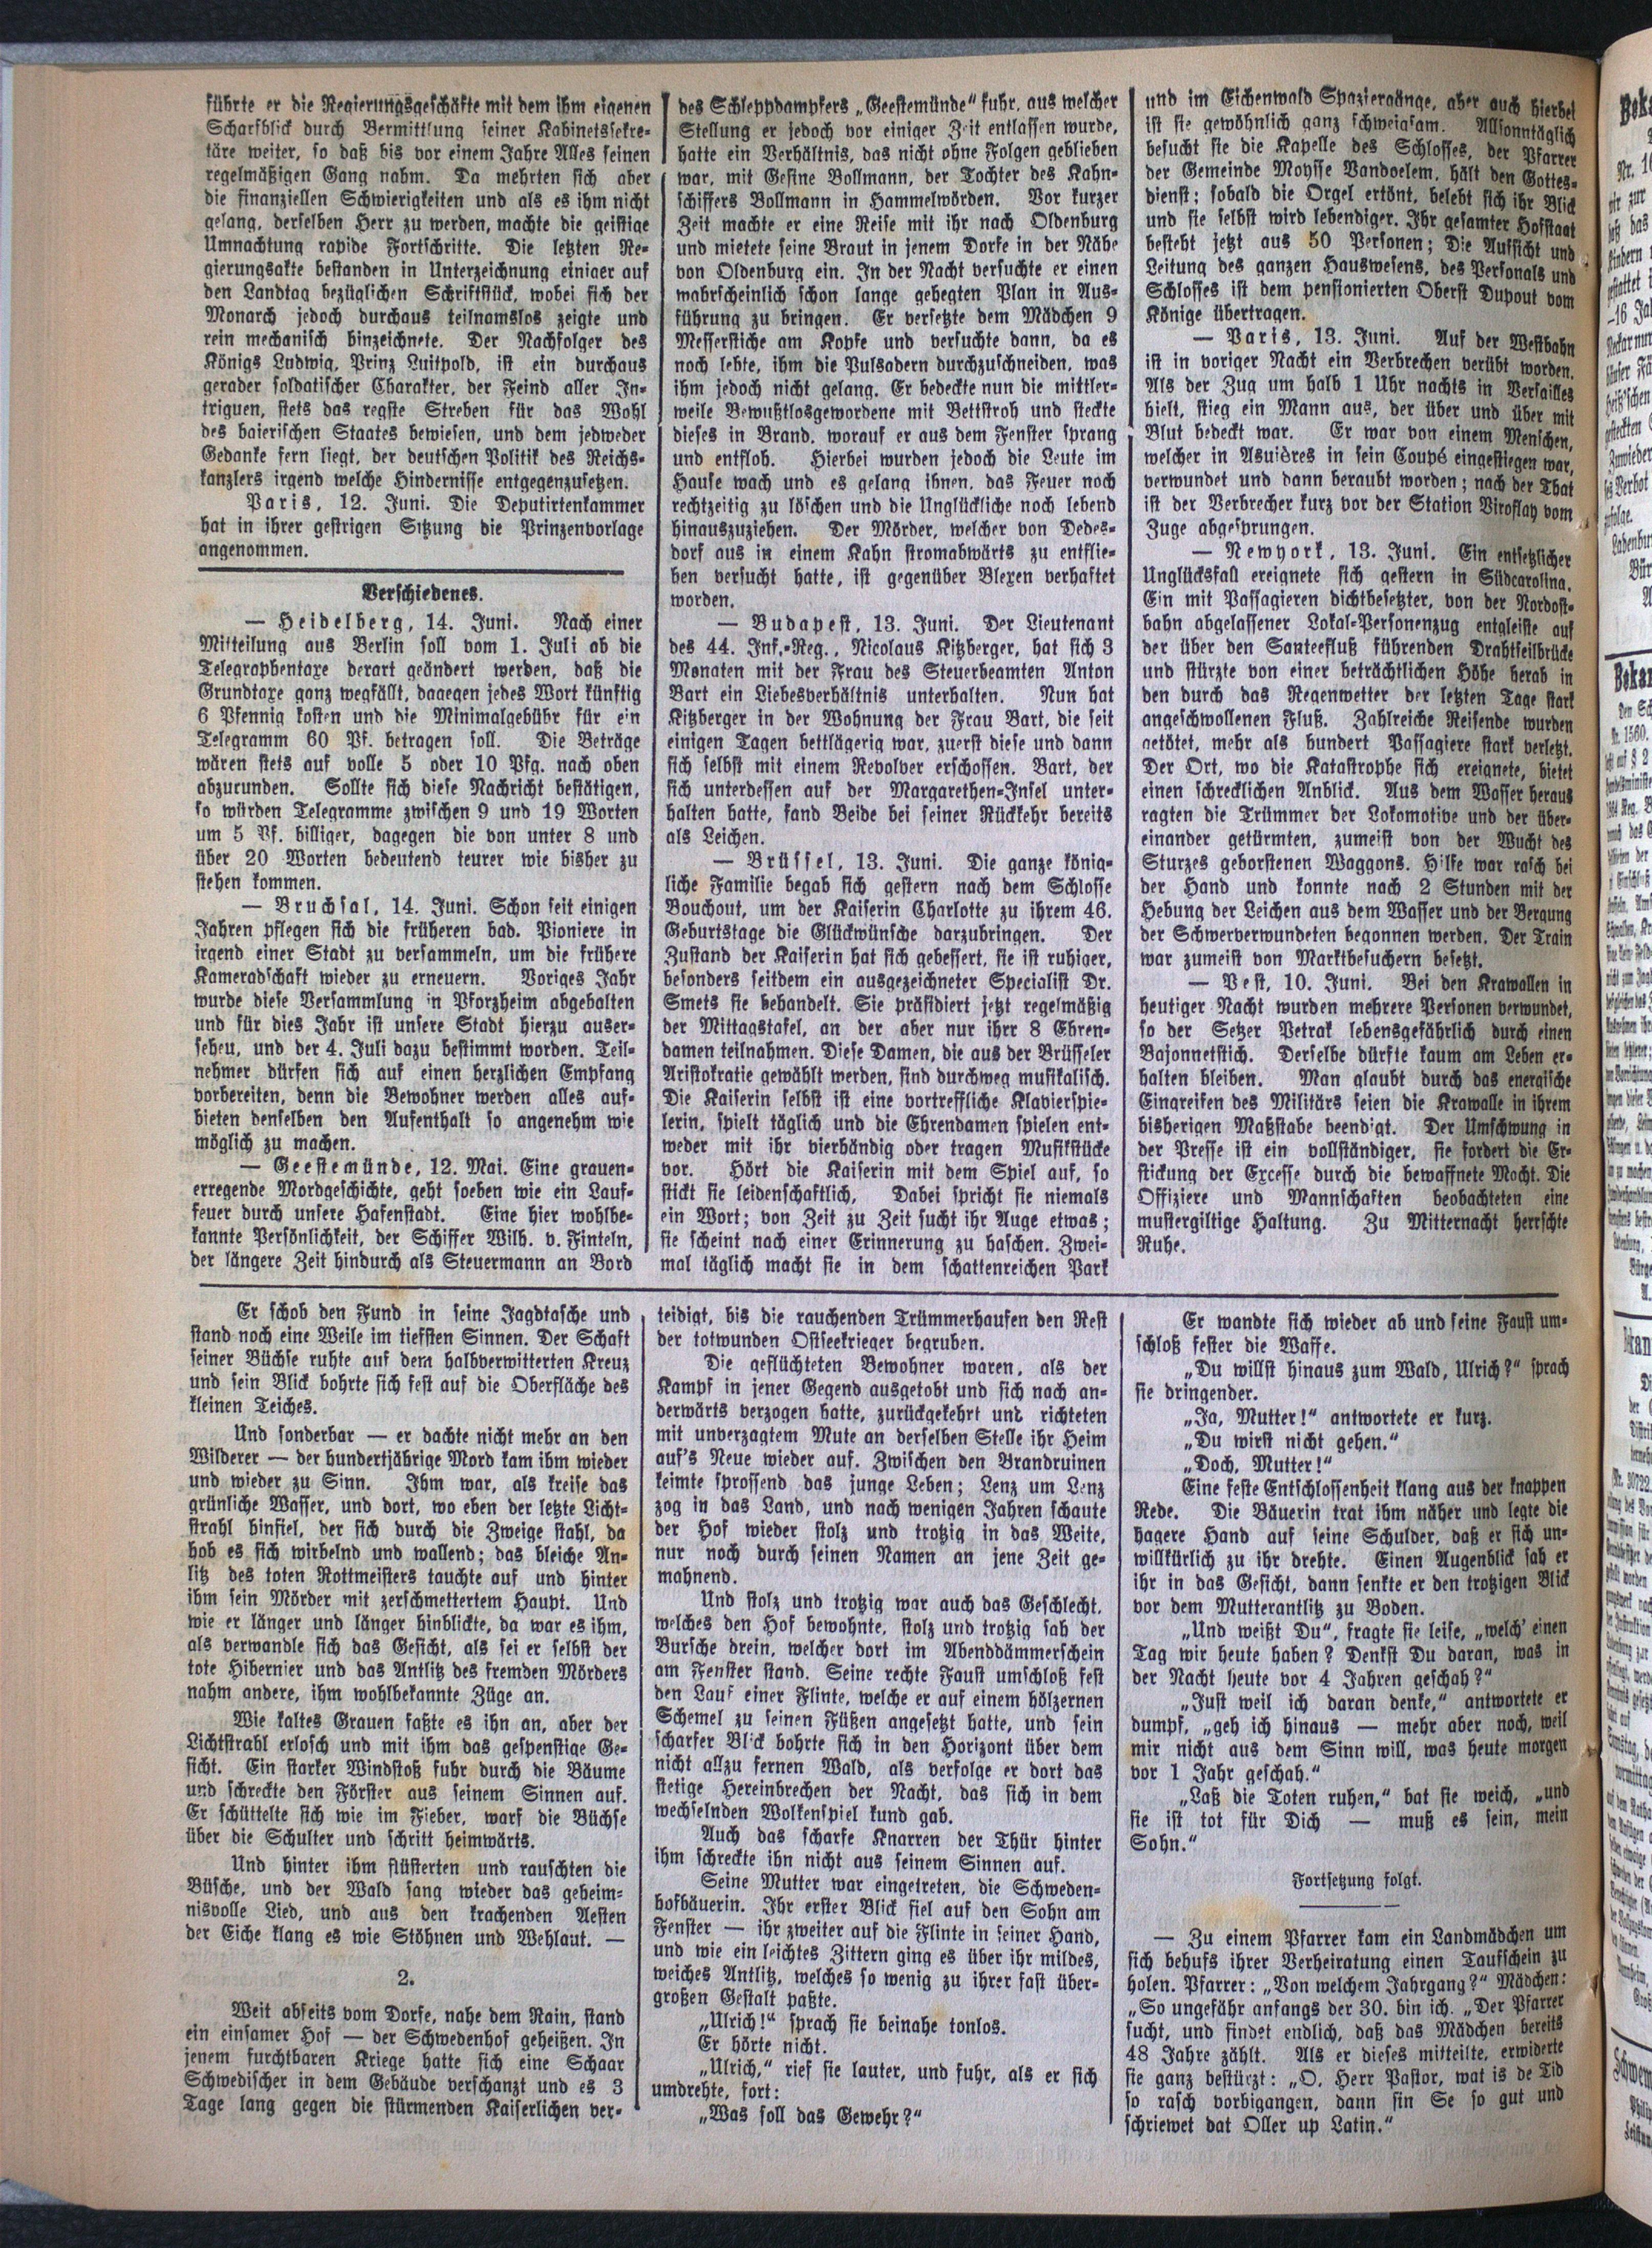 führte er die Regierungsgeschäfte mit dem ihm eigenen
Scharfblick durch Vermittlung seiner Kabinetssekre-
täre weiter, so daß bis vor einem Jahre Alles seinen
regelmäßigen Gang nahm. Da mehrten sich aber
die finanziellen Schwierigkeiten und als es ihm nicht
gelang, derselben Herr zu werden, machte die geistige
Umnachtung rapide Fortschritte. Die letzten Re-
gierungsakte bestanden in Unterzeichnung einiger auf
den Landtag bezüglichen Schriftstück, wobei sich der
Monarch jedoch durchaus teilnamslos zeigte und
rein mechanisch hinzeichnete. Der Nachfolger des
Königs Ludwig, Prinz Luitpold, ist ein durchaus
gerader soldatischer Charakter, der Feind aller In-
triguen, stets das regste Streben für das Wohl
des baierischen Staates bewiesen, und dem jedweder
Gedanke fern liegt, der deutschen Politik des Reichs-
kanzlers irgend welche Hindernisse entgegenzusetzen.
Paris, 12. Juni. Die Deputirtenkammer
hat in ihrer gestrigen Sitzung die Prinzenvorlage
angenommen.
Verschiedenes.
— Heidelberg, 14. Juni. Nach einer
Mitteilung aus Berlin soll vom 1. Juli ab die
Telegraphentaxe derart geändert werden, daß die
Grundtaxe ganz wegfällt, dagegen jedes Wort künftig
6 Pfennig kosten und die Minimalgebühr für ein
Telegramm 60 Pf. betragen soll. Die Beträge
wären stets auf volle 5 oder 10 Pfg. nach oben
abzurunden. Sollte sich diese Nachricht bestätigen,
so würden Telegramme zwischen 9 und 19 Worten
um 5 Pf. billiger, dagegen die von unter 8 und
über 20 Worten bedeutend teurer wie bisher zu
stehen kommen.
— Bruchsal, 14. Juni. Schon seit einigen
Jahren pflegen sich die früheren bad. Pioniere in
irgend einer Stadt zu versammeln, um die frühere
Kameradschaft wieder zu erneuern. Voriges Jahr
wurde diese Versammlung in Pforzheim abgehalten
und für dies Jahr ist unsere Stadt hierzu auser-
seheu, und der 4. Juli dazu bestimmt worden. Teil-
nehmer dürfen sich auf einen herzlichen Empfang
vorbereiten, denn die Bewohner werden alles auf-
bieten denselben den Aufenthalt so angenehm wie
möglich zu machen.
— Geestemünde, 12. Mai. Eine grauen-
erregende Mordgeschichte, geht soeben wie ein Lauf-
feuer durch unsere Hafenstadt. Eine hier wohlbe-
kannte Persönlichkeit, der Schiffer Wilh. v. Finteln,
der längere Zeit hindurch als Steuermann an Bord
des Schleppdampfers „Geestemünde“ fuhr, aus welcher
Stellung er jedoch vor einiger Zeit entlassen wurde,
hatte ein Verhältnis, das nicht ohne Folgen geblieben
war, mit Gesine Vollmann, der Tochter des Kahn-
schiffers Vollmann in Hammelwörden. Vor kurzer
Zeit machte er eine Reise mit ihr nach Oldenburg
und mietete seine Braut in jenem Dorfe in der Nähe
von Oldenburg ein. In der Nacht versuchte er einen
wahrscheinlich schon lange gehegten Plan in Aus-
führung zu bringen. Er versetzte dem Mädchen 9
Messerstiche am Kopfe und versuchte dann, da es
noch lebte, ihm die Pulsadern durchzuschneiden, was
ihm jedoch nicht gelang. Er bedeckte nun die mittler-
weile Bewußtlosgewordene mit Bettstroh und steckte
dieses in Brand, worauf er aus dem Fenster sprang
und entfloh. Hierbei wurden jedoch die Leute im
Hause wach und es gelang ihnen, das Feuer noch
rechtzeitig zu löschen und die Unglückliche noch lebend
hinauszuziehen. Der Mörder, welcher von Dedes-
dorf aus in einem Kahn stromabwärts zu entflie-
hen versucht hatte, ist gegenüber Blexen verhaftet
worden.
— Budapest, 13. Juni. Der Lieutenant
des 44. Inf.-Reg., Nicolaus Kitzberger, hat sich 3
Monaten mit der Frau des Steuerbeamten Anton
Bart ein Liebesverhältnis unterhalten. Nun hat
Kitzberger in der Wohnung der Frau Bart, die seit
einigen Tagen bettlägerig war, zuerst diese und dann
sich selbst mit einem Revolver erschossen. Bart, der
sich unterdessen auf der Margarethen-Insel unter-
halten hatte, fand Beide bei seiner Rückkehr bereits
als Leichen.
— Brüssel, 13. Juni. Die ganze könig-
liche Familie begab sich gestern nach dem Schlosse
Bouchout, um der Kaiserin Charlotte zu ihrem 46.
Geburtstage die Glückwünsche darzubringen. Der
Zustand der Kaiserin hat sich gebessert, sie ist ruhiger,
besonders seitdem ein ausgezeichneter Specialist Dr.
Smets sie behandelt. Sie präsidiert jetzt regelmäßig
der Mittagstafel, an der aber nur ihrr 8 Ehren-
damen teilnahmen. Diese Damen, die aus der Brüsseler
Aristokratie gewählt werden, sind durchweg musikalisch.
Die Kaiserin selbst ist eine vortreffliche Klavierspie-
lerin, spielt täglich und die Ehrendamen spielen ent-
weder mit ihr vierhändig oder tragen Musikstücke
vor. Hört die Kaiserin mit dem Spiel auf, so
stickt sie leidenschaftlich, Dabei spricht sie niemals
ein Wort; von Zeit zu Zeit sucht ihr Auge etwas;
sie scheint nach einer Erinnerung zu haschen. Zwei-
mal täglich macht sie in dem schattenreichen Park
und im Eichenwald Spaziergänge, aber auch hierbei
ist sie gewöhnlich ganz schweigsam. Allsonntäglich
besucht sie die Kapelle des Schlosses, der Pfarrer
der Gemeinde Moysse Vandoelem, hält den Gottes-
dienst; sobald die Orgel ertönt, belebt sich ihr Blick
und sie selbst wird lebendiger. Ihr gesamter Hofstaat
besteht jetzt aus 50 Personen; Die Aufsicht und
Leitung des ganzen Hauswesens, des Personals und
Schlosses ist dem pensionierten Oberst Dupout vom
Könige übertragen.
— Paris, 13. Juni. Auf der Westbahn
ist in voriger Nacht ein Verbrechen verübt worden.
Als der Zug um halb 1 Uhr nachts in Versailles
hielt, stieg ein Mann aus, der über und über mit
Blut bedeckt war. Er war von einem Menschen,
welcher in Asuières in sein Coupé eingestiegen war,
verwundet und dann beraubt worden; nach der That
ist der Verbrecher kurz vor der Station Viroflay vom
Zuge abgesprungen.
— Newyork, 13. Juni. Ein entsetzlicher
Unglücksfall ereignete sich gestern in Südcarolina.
Ein mit Passagieren dichtbesetzter, von der Nordost-
bahn abgelassener Lokal-Personenzug entgleiste auf
der über den Santeefluß führenden Drahtseilbrücke
und stürzte von einer beträchtlichen Höhe herab in
den durch das Regenwetter der letzten Tage stark
angeschwollenen Fluß. Zahlreiche Reisende wurden
getötet, mehr als hundert Passagiere stark verletzt.
Der Ort, wo die Katastrophe sich ereignete, bietet
einen schrecklichen Anblick. Aus dem Wasser heraus
ragten die Trümmer der Lokomotive und der über-
einander getürmten, zumeist von der Wucht des
Sturzes geborstenen Waggons. Hilfe war rasch bei
der Hand und konnte nach 2 Stunden mit der
Hebung der Leichen aus dem Wasser und der Bergung
der Schwerverwundeten begonnen werden. Der Train
war zumeist von Marktbesuchern besetzt.
— Pest, 10. Juni. Bei den Krawallen in
heutiger Nacht wurden mehrere Personen verwundet,
so der Setzer Petrak lebensgefährlich durch einen
Bajonnetstich. Derselbe dürfte kaum am Leben er-
halten bleiben. Man glaubt durch das energische
Eingreifen des Militärs seien die Krawalle in ihrem
bisherigen Maßstabe beendigt. Der Umschwung in
der Presse ist ein vollständiger, sie fordert die Er-
stickung der Excesse durch die bewaffnete Macht. Die
Offiziere und Mannschaften beobachteten eine
mustergiltige Haltung. Zu Mitternacht herrschte
Ruhe.
Er schob den Fund in seine Jagdtasche und
stand noch eine Weile im tiefsten Sinnen. Der Schaft
seiner Büchse ruhte auf dem halbverwitterten Kreuz
und sein Blick bohrte sich fest auf die Oberfläche des
kleinen Teiches.
Und sonderbar — er dachte nicht mehr an den
Wilderer — der hundertjährige Mord kam ihm wieder
und wieder zu Sinn. Ihm war, als kreise das
grünliche Wasser, und dort, wo eben der letzte Licht-
strahl hinfiel, der sich durch die Zweige stahl, da
hob es sich wirbelnd und wallend; das bleiche An-
litz des toten Rottmeisters tauchte auf und hinter
ihm sein Mörder mit zerschmettertem Haupt. Und
wie er länger und länger hinblickte, da war es ihm,
als verwandle sich das Gesicht, als sei er selbst der
tote Hibernier und das Antlitz des fremden Mörders
nahm andere, ihm wohlbekannte Züge an.
Wie kaltes Grauen faßte es ihn an, aber der
Lichtstrahl erlosch und mit ihm das gespenstige Ge-
sicht. Ein starker Windstoß fuhr durch die Bäume
und schreckte den Förster aus seinem Sinnen auf.
Er schüttelte sich wie im Fieber, warf die Büchse
über die Schulter und schritt heimwärts.
Und hinter ihm flüsterten und rauschten die
Büsche, und der Wald sang wieder das geheim-
nisvolle Lied, und aus den krachenden Aesten
der Eiche klang es wie Stöhnen und Wehlaut. —
2.
Weit abseits vom Dorfe, nahe dem Rain, stand
ein einsamer Hof — der Schwedenhof geheißen. In
jenem furchtbaren Kriege hatte sich eine Schaar
Schwedischer in dem Gebäude verschanzt und es 3
Tage lang gegen die stürmenden Kaiserlichen ver-
teidigt, bis die rauchenden Trümmerhaufen den Rest
der totwunden Ostseekrieger begruben.
Die geflüchteten Bewohner waren, als der
Kampf in jener Gegend ausgetobt und sich nach an-
derwärts verzogen hatte, zurückgekehrt und richteten
mit unverzagtem Mute an derselben Stelle ihr Heim
auf's Neue wieder auf. Zwischen den Brandruinen
keimte sprossend das junge Leben; Lenz um Lenz
zog in das Land, und nach wenigen Jahren schaute
der Hof wieder stolz und trotzig in das Weite,
nur noch durch seinen Namen an jene Zeit ge-
mahnend.
Und stolz und trotzig war auch das Geschlecht,
welches den Hof bewohnte, stolz und trotzig sah der
Bursche drein, welcher dort im Abenddämmerschein
am Fenster stand. Seine rechte Faust umschloß fest
den Lauf einer Flinte, welche er auf einem hölzernen
Schemel zu seinen Füßen angesetzt hatte, und sein
scharfer Blick bohrte sich in den Horizont über dem
nicht allzu fernen Wald, als verfolge er dort das
stetige Hereinbrechen der Nacht, das sich in dem
wechselnden Wolkenspiel kund gab.
Auch das scharfe Knarren der Thür hinter
ihm schreckte ihn nicht aus seinem Sinnen auf.
Seine Mutter war eingetreten, die Schweden-
hofbäuerin. Ihr erster Blick fiel auf den Sohn am
Fenster — ihr zweiter auf die Flinte in seiner Hand,
und wie ein leichtes Zittern ging es über ihr mildes,
weiches Antlitz, welches so wenig zu ihrer fast über-
großen Gestalt paßte.
„Ulrich!“ sprach sie beinahe tonlos.
Er hörte nicht.
„Ulrich,“ rief sie lauter, und fuhr, als er sich
umdrehte, fort:
„Was soll das Gewehr?“
Er wandte sich wieder ab und seine Faust um-
schloß fester die Waffe.
„Du willst hinaus zum Wald, Ulrich?“ sprach
sie dringender.
„Ja, Mutter!“ antwortete er kurz.
„Du wirst nicht gehen.“
„Doch, Mutter!“
Eine feste Entschlossenheit klang aus der knappen
Rede. Die Bäuerin trat ihm näher und legte die
hagere Hand auf seine Schulder, daß er sich un-
willkürlich zu ihr drehte. Einen Augenblick sah er
ihr in das Gesicht, dann senkte er den trotzigen Blick
vor dem Mutterantlitz zu Boden.
„Und weißt Du“, fragte sie leise, „welch' einen
Tag wir heute haben? Denkst Du daran, was in
der Nacht heute vor 4 Jahren geschah?“
„Just weil ich daran denke,“ antwortete er
dumpf, „geh ich hinaus — mehr aber noch, weil
mir nicht aus dem Sinn will, was heute morgen
vor 1 Jahr geschah.“
„Laß die Toten ruhen,“ bat sie weich, „und
sie ist tot für Dich — muß es sein, mein
Sohn.“
Fortsetzung folgt.
— Zu einem Pfarrer kam ein Landmädchen um
sich behufs ihrer Verheiratung einen Taufschein zu
holen. Pfarrer: „Von welchem Jahrgang?“ Mädchen:
„So ungefähr anfangs der 30. bin ich. „Der Pfarrer
sucht, und findet endlich, daß das Mädchen bereits
48 Jahre zählt. Als er dieses mitteilte, erwiderte
sie ganz bestürzt: „O, Herr Pastor, wat is de Tid
so rasch vorbigangen, dann sin Se so gut und
schriewet dat Oller up Latin.“